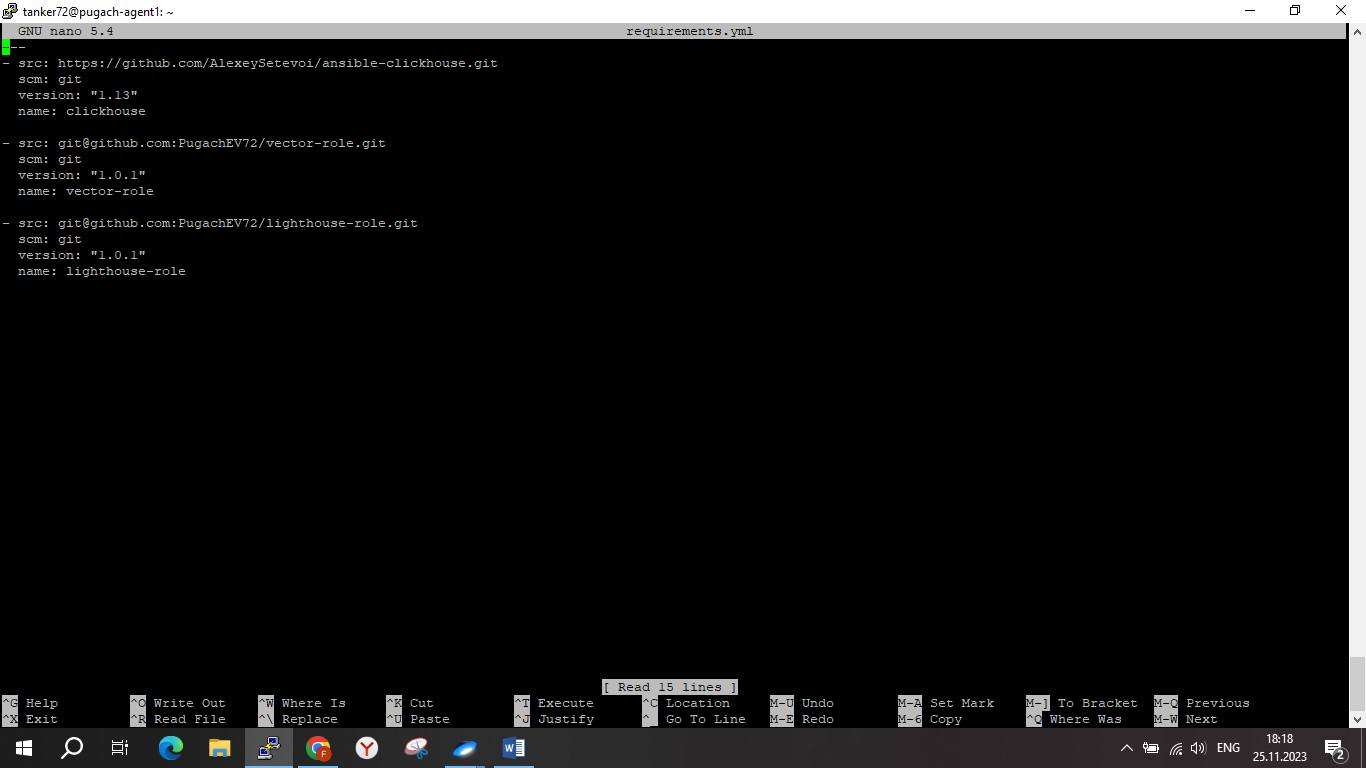 tanker72@pugach-agent1: ~
GNU nano 5.4 requirements.yml
---
- src: https://github.com/AlexeySetevoi/ansible-clickhouse.git
  scm: git
  version: "1.13"
  name: clickhouse

- src: git@github.com:PugachEV72/vector-role.git
  scm: git
  version: "1.0.1"
  name: vector-role

- src: git@github.com:PugachEV72/lighthouse-role.git
  scm: git
  version: "1.0.1"
  name: lighthouse-role
[ Read 15 lines ]
^G Help ^O Write Out ^W Where Is ^K Cut ^T Execute ^C Location M-U Undo M-A Set Mark M-] To Bracket M-Q Previous
^X Exit ^R Read File ^\ Replace ^U Paste ^J Justify ^_ Go To Line M-E Redo M-6 Copy ^Q Where Was M-W Next
ENG
18:18
25.11.2023
2